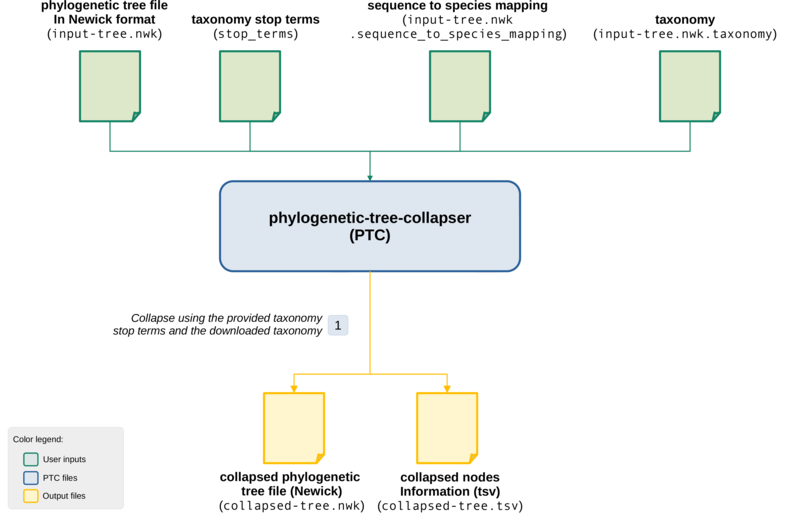 phylogenetic tree file
In Newick format
(input-tree.nwk)
taxonomy stop terms
(stop_terms)
sequence to species mapping
(input-tree.nwk
.sequence_to_species_mapping)
taxonomy
(input-tree.nwk.taxonomy)
phylogenetic-tree-collapser
(PTC)
Collapse using the provided taxonomy
stop terms and the downloaded taxonomy
1
collapsed phylogenetic
tree file (Newick)
(collapsed-tree.nwk)
collapsed nodes
Information (tsv)
(collapsed-tree.tsv)
Color legend:
User inputs
PTC files
Output files